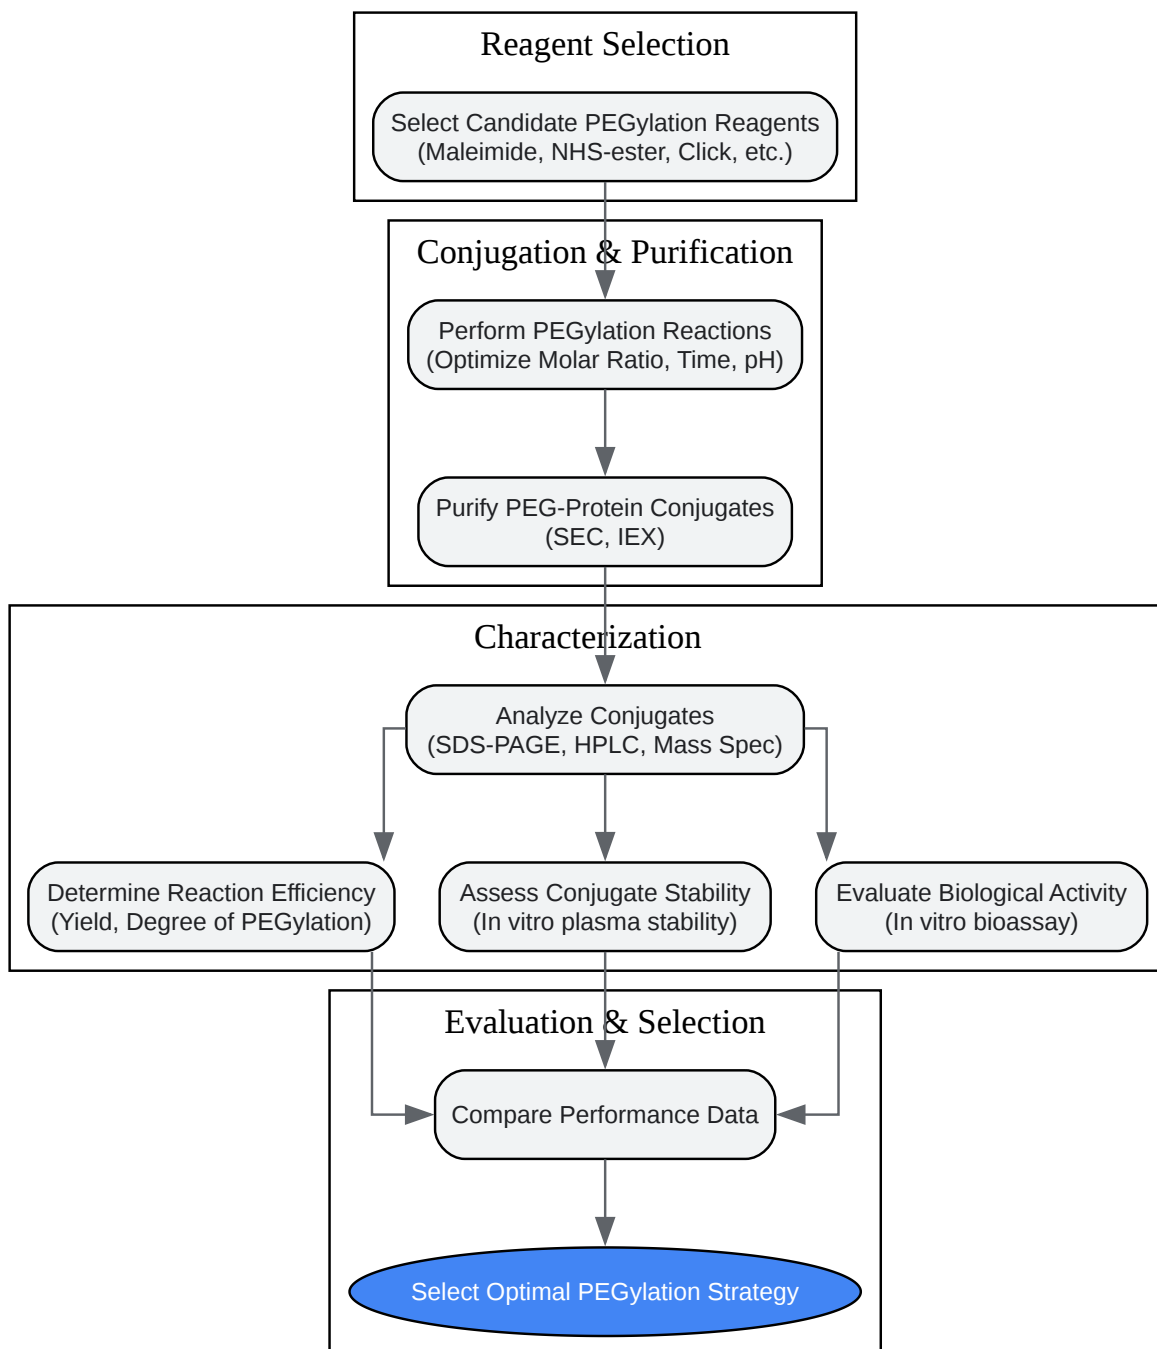 Reagent Selection
Select Candidate PEGylation Reagents
(Maleimide, NHS-ester, Click, etc.)
Conjugation & Purification
Perform PEGylation Reactions
(Optimize Molar Ratio, Time, pH)
Purify PEG-Protein Conjugates
(SEC, IEX)
Characterization
Analyze Conjugates
(SDS-PAGE, HPLC, Mass Spec)
Determine Reaction Efficiency
(Yield, Degree of PEGylation)
Assess Conjugate Stability
(In vitro plasma stability)
Evaluate Biological Activity
(In vitro bioassay)
Evaluation & Selection
Compare Performance Data
Select Optimal PEGylation Strategy